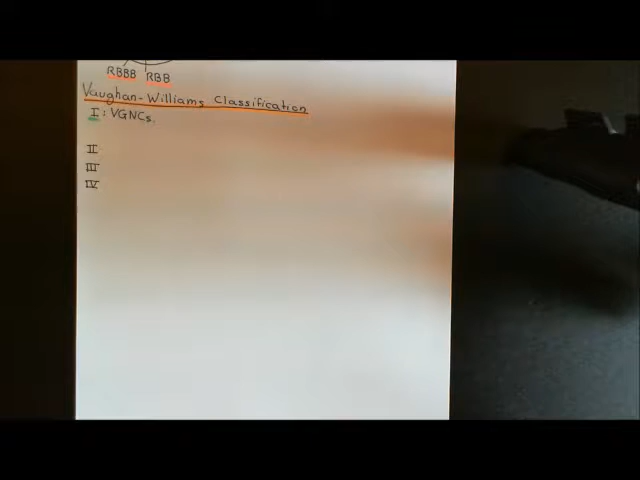 RBBB RBB
Vaughan-Williams Classification
I: VGNCs.
II
III
IV